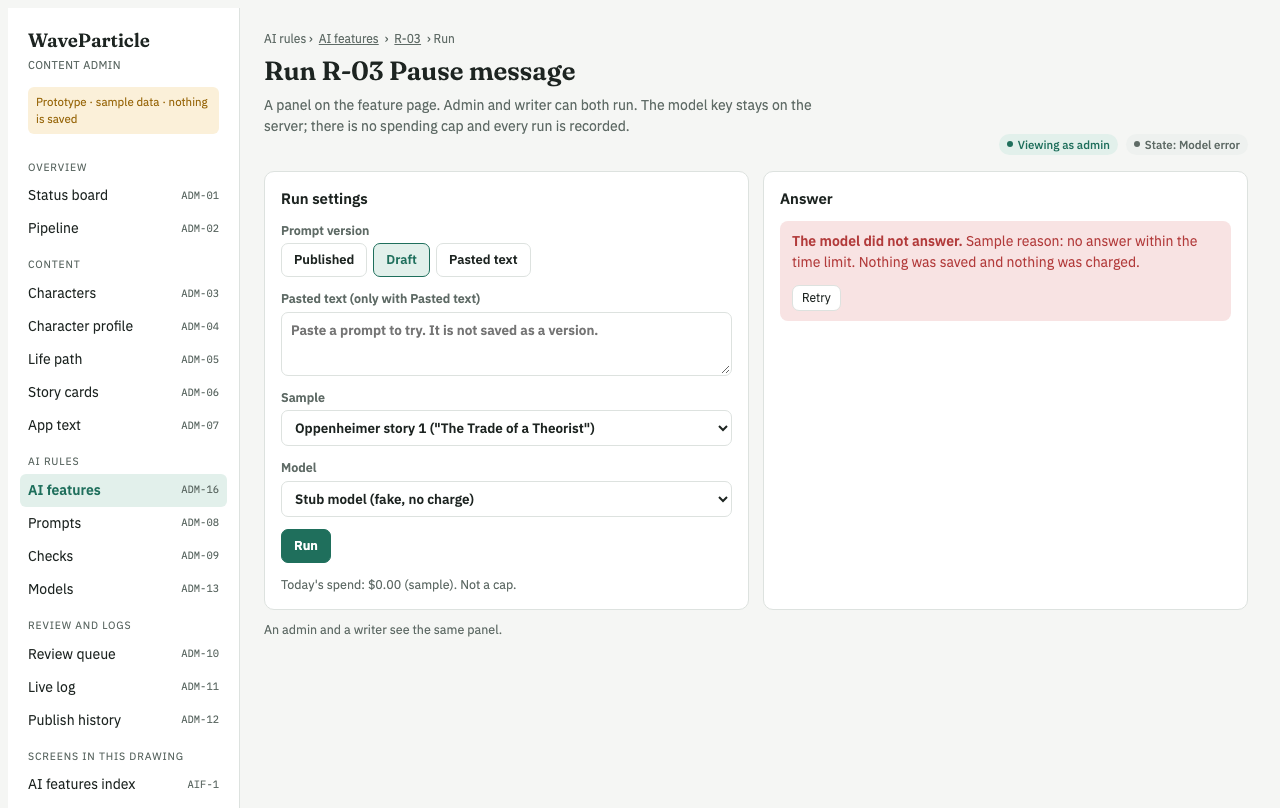 WaveParticle
CONTENT ADMIN
Prototype · sample data · nothing
is saved
OVERVIEW
Status board ADM-01
Pipeline ADM-02
CONTENT
Characters ADM-03
Character profile ADM-04
Life path ADM-05
Story cards ADM-06
App text ADM-07
AI RULES
AI features ADM-16
Prompts ADM-08
Checks ADM-09
Models ADM-13
REVIEW AND LOGS
Review queue ADM-10
Live log ADM-11
Publish history ADM-12
SCREENS IN THIS DRAWING
AI features index AIF-1
AI rules › AI features › R-03 › Run
Run R-03 Pause message
A panel on the feature page. Admin and writer can both run. The model key stays on the
server; there is no spending cap and every run is recorded.
Viewing as admin State: Model error
Run settings
Prompt version
Published Draft Pasted text
Pasted text (only with Pasted text)
Paste a prompt to try. It is not saved as a version.
Sample
Oppenheimer story 1 ("The Trade of a Theorist")
Model
Stub model (fake, no charge)
Run
Today's spend: $0.00 (sample). Not a cap.
Answer
The model did not answer. Sample reason: no answer within the
time limit. Nothing was saved and nothing was charged.
Retry
An admin and a writer see the same panel.